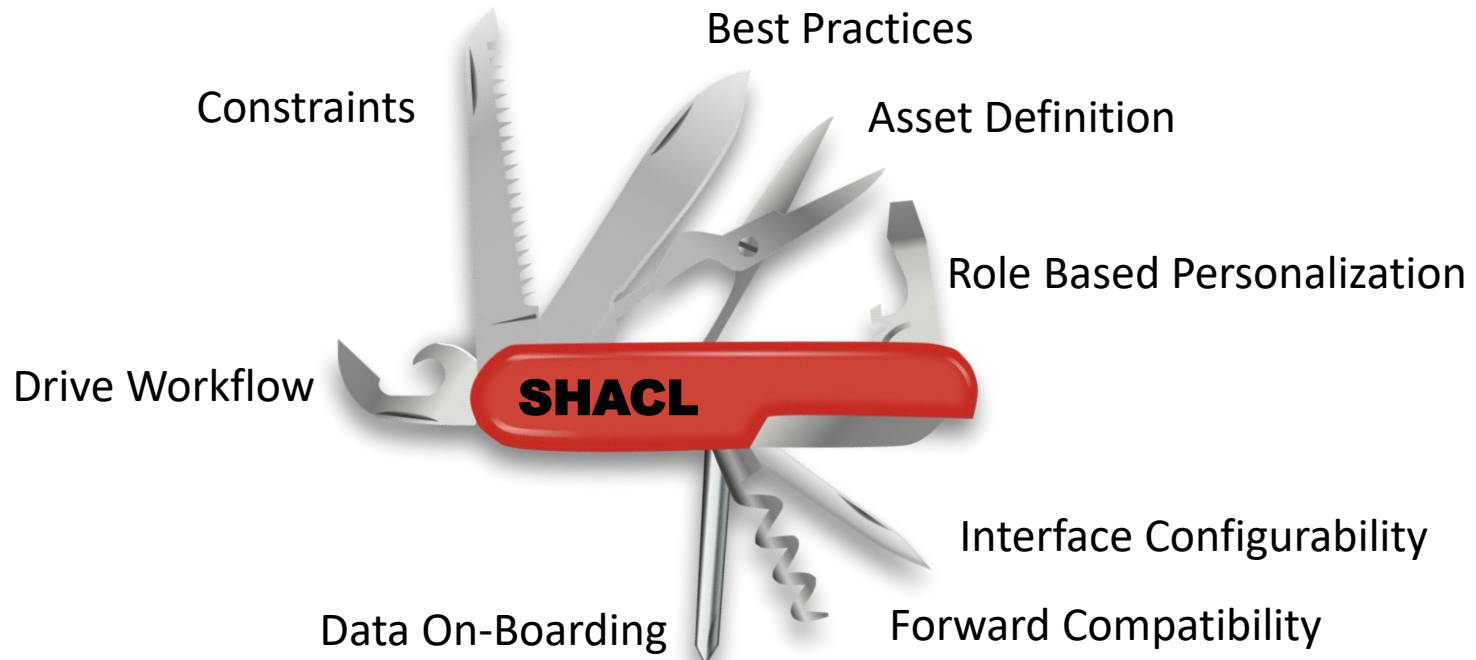 Best Practices
Constraints
Asset Definition
Role Based Personalization
Drive Workflow
SHACL
Interface Configurability
Forward Compatibility
Data On-Boarding